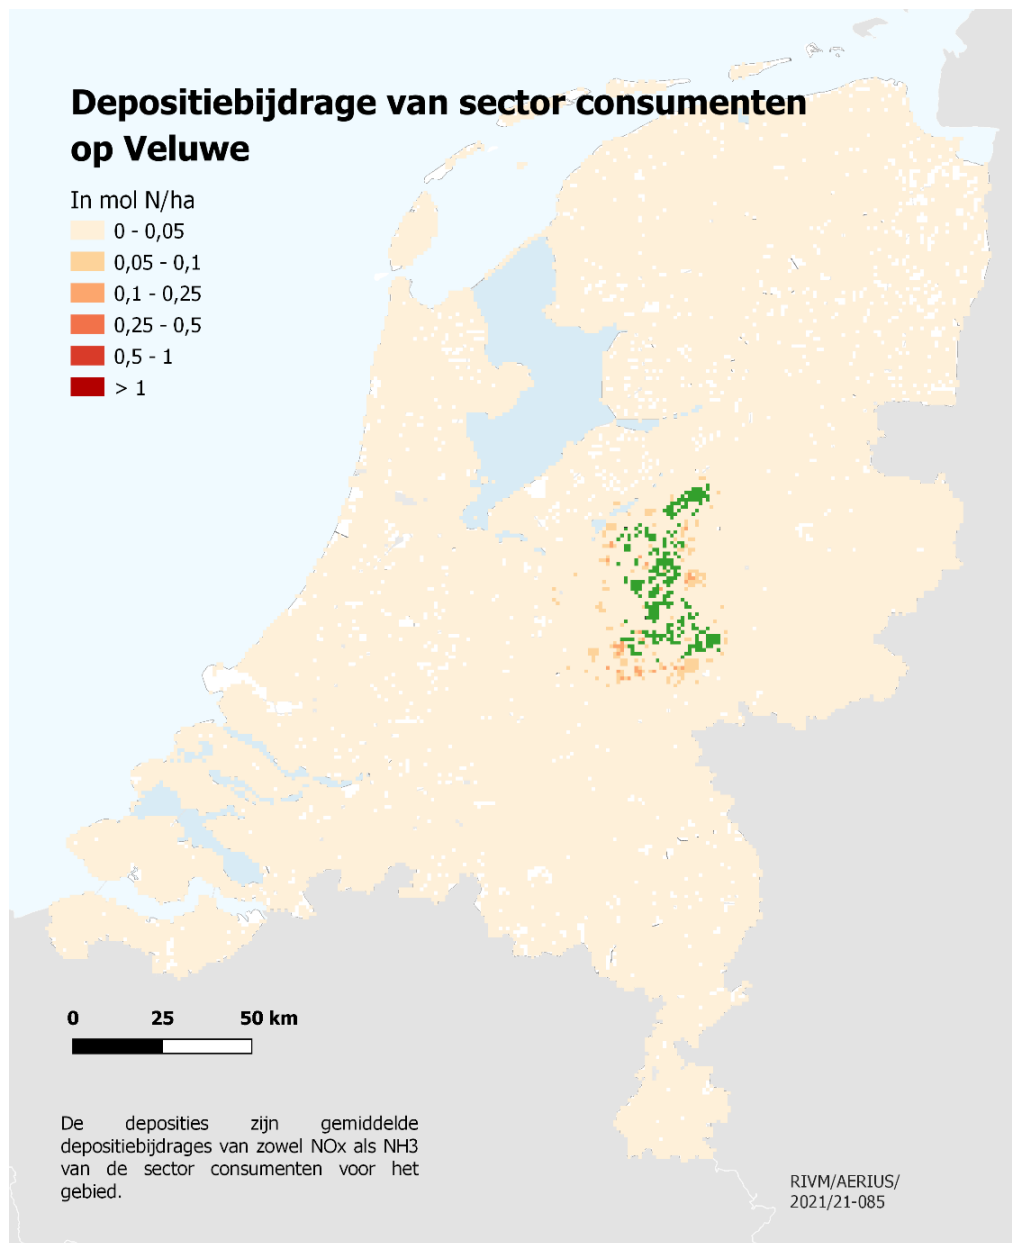 Depositiebijdrage van sector consumenten
op Veluwe
In mol N/ha
0 - 0,05
0,05 - 0,1
0,1 - 0,25
0,25 - 0,5
0,5 - 1
> 1
0 25 50 km
De deposities zijn gemiddelde
depositiebijdrages van zowel NOx als NH3
van de sector consumenten voor het
gebied.
RIVM/AERIUS/
2021/21-085